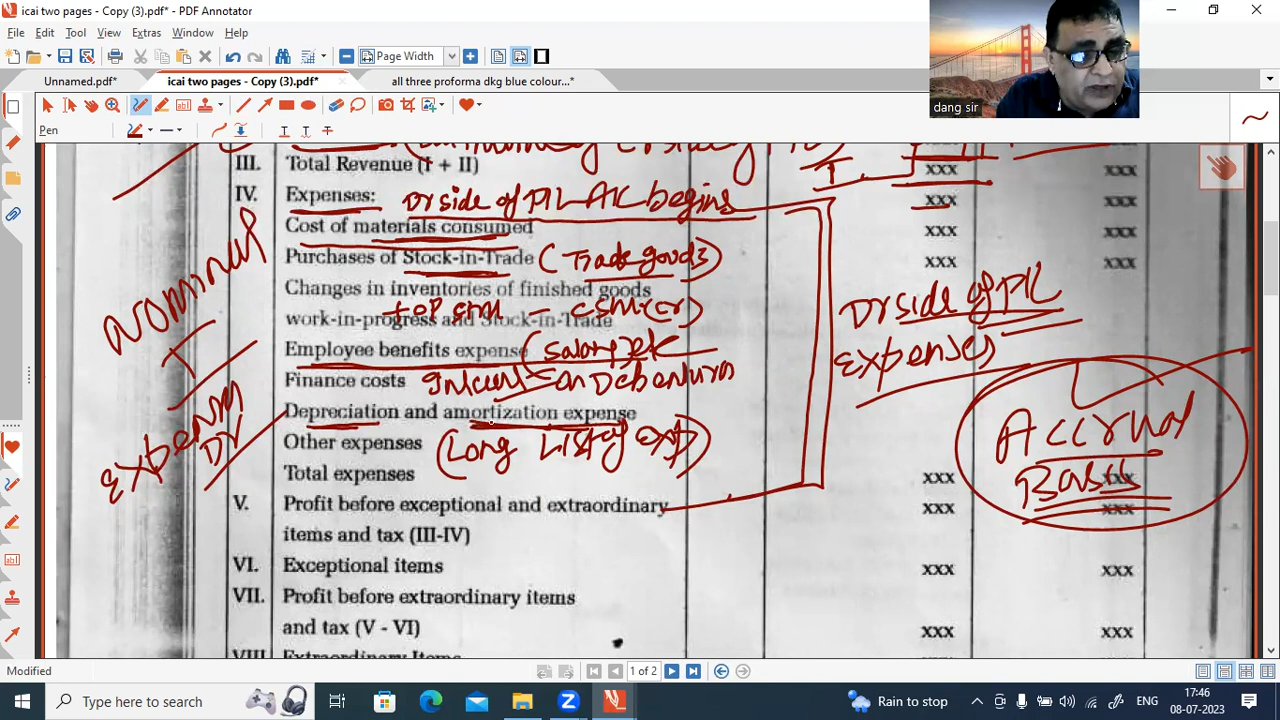 icai two pages - Copy (3).pdf* - PDF Annotator
File Edit Tool View Extras Window Help
Page Width
Unnamed.pdf* icai two pages - Copy (3).pdf* all three proforma dkg blue colour...*
dang sir
Pen
III. Total Revenue (I + II) xxx xxx
IV. Expenses: Dr side of P/L A/c begins xxx xxx
Cost of materials consumed xxx xxx
Purchases of Stock-in-Trade (Trade goods) xxx xxx
Changes in inventories of finished goods
work-in-progress and Stock-in-Trade
Employee benefits expense (salary etc
Finance costs on Debentures
Depreciation and amortization expense
Other expenses (Long List of exp)
Total expenses xxx
Nominal
Expenses
Dr
Dr side of P/L
expenses
Accrual
Basis
V. Profit before exceptional and extraordinary xxx xxx
items and tax (III-IV)
VI. Exceptional items xxx xxx
VII. Profit before extraordinary items
and tax (V - VI) xxx xxx
VIII Extraordinary Items
Modified 1 of 2
Type here to search Rain to stop ENG 17:46
08-07-2023